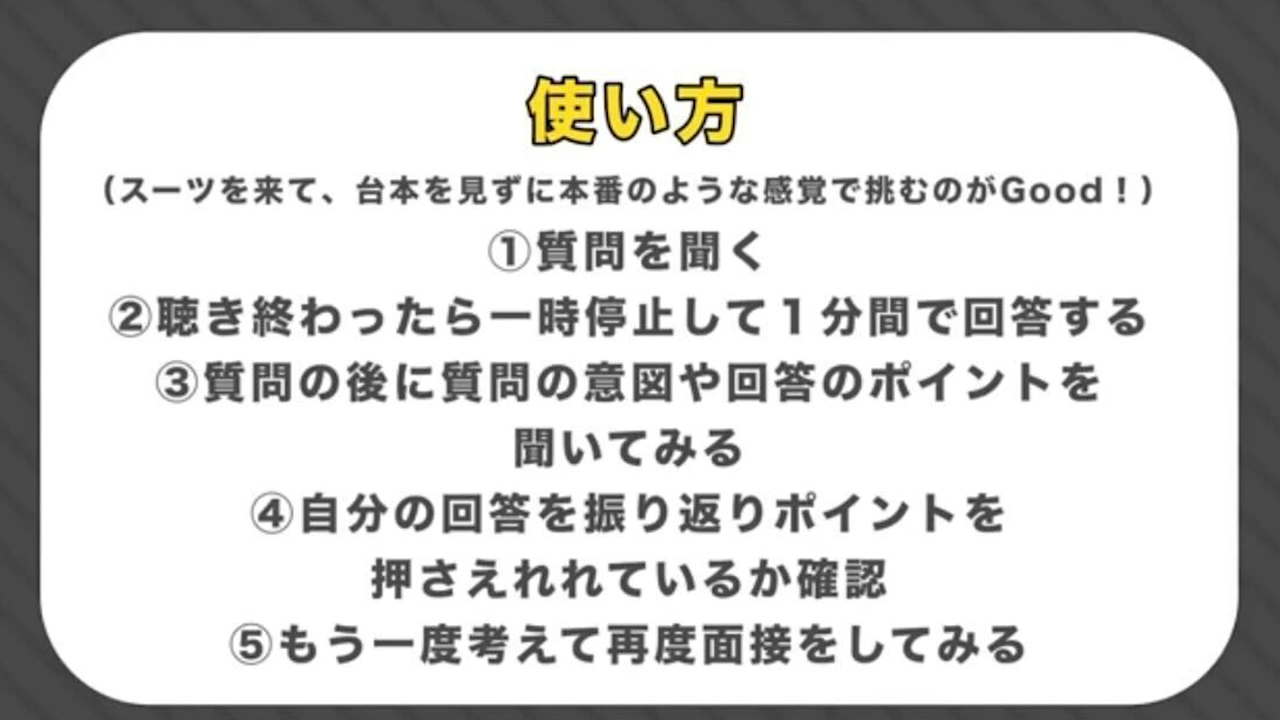 使い方
（スーツを来て、台本を見ずに本番のような感覚で挑むのがGood！）
①質問を聞く
②聴き終わったら一時停止して１分間で回答する
③質問の後に質問の意図や回答のポイントを
聞いてみる
④自分の回答を振り返りポイントを
押さえれれているか確認
⑤もう一度考えて再度面接をしてみる